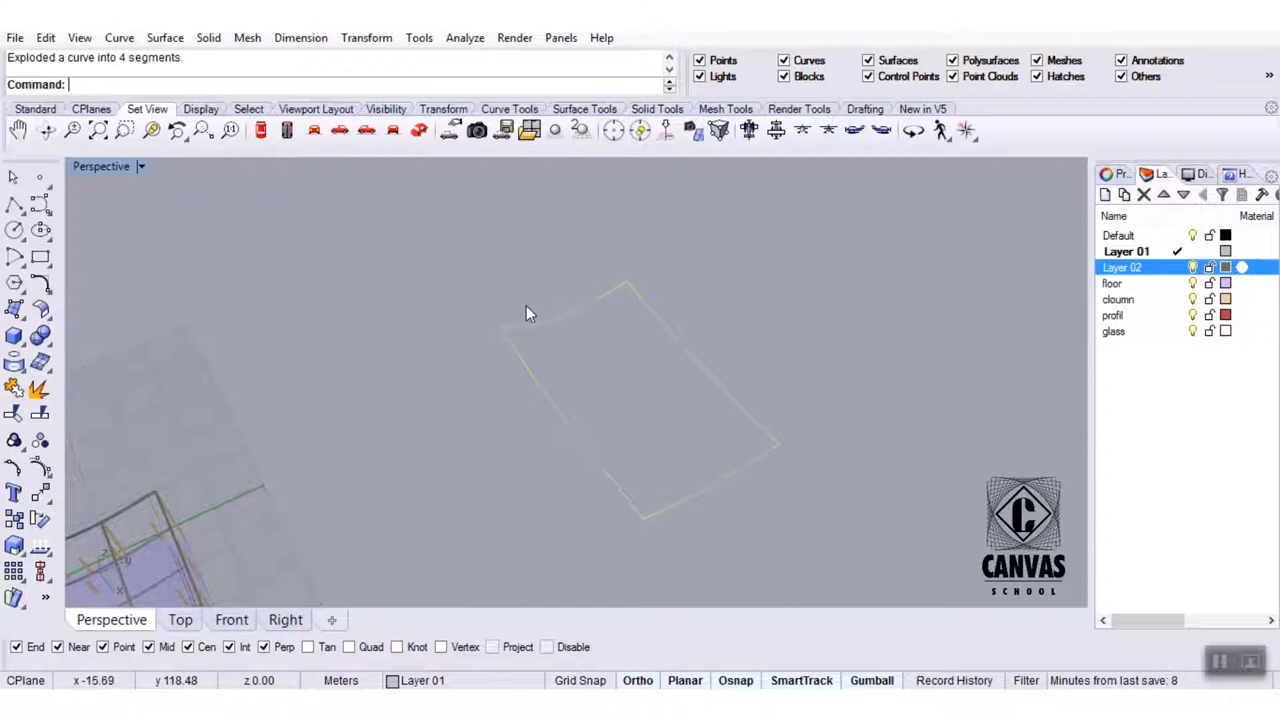 File Edit View Curve Surface Solid Mesh Dimension Transform Tools Analyze Render Panels Help
Exploded a curve into 4 segments.
Command:
Points Curves Surfaces Polysurfaces Meshes Annotations
Lights Blocks Control Points Point Clouds Hatches Others
Standard CPlanes Set View Display Select Viewport Layout Visibility Transform Curve Tools Surface Tools Solid Tools Mesh Tools Render Tools Drafting New in V5
Perspective
Pr... La... Di... H...
Name Material
Default
Layer 01
Layer 02
floor
cloumn
profil
glass
z y
x
C
CANVAS
SCHOOL
Perspective Top Front Right
End Near Point Mid Cen Int Perp Tan Quad Knot Vertex Project Disable
CPlane x -15.69 y 118.48 z 0.00 Meters Layer 01 Grid Snap Ortho Planar Osnap SmartTrack Gumball Record History Filter Minutes from last save: 8